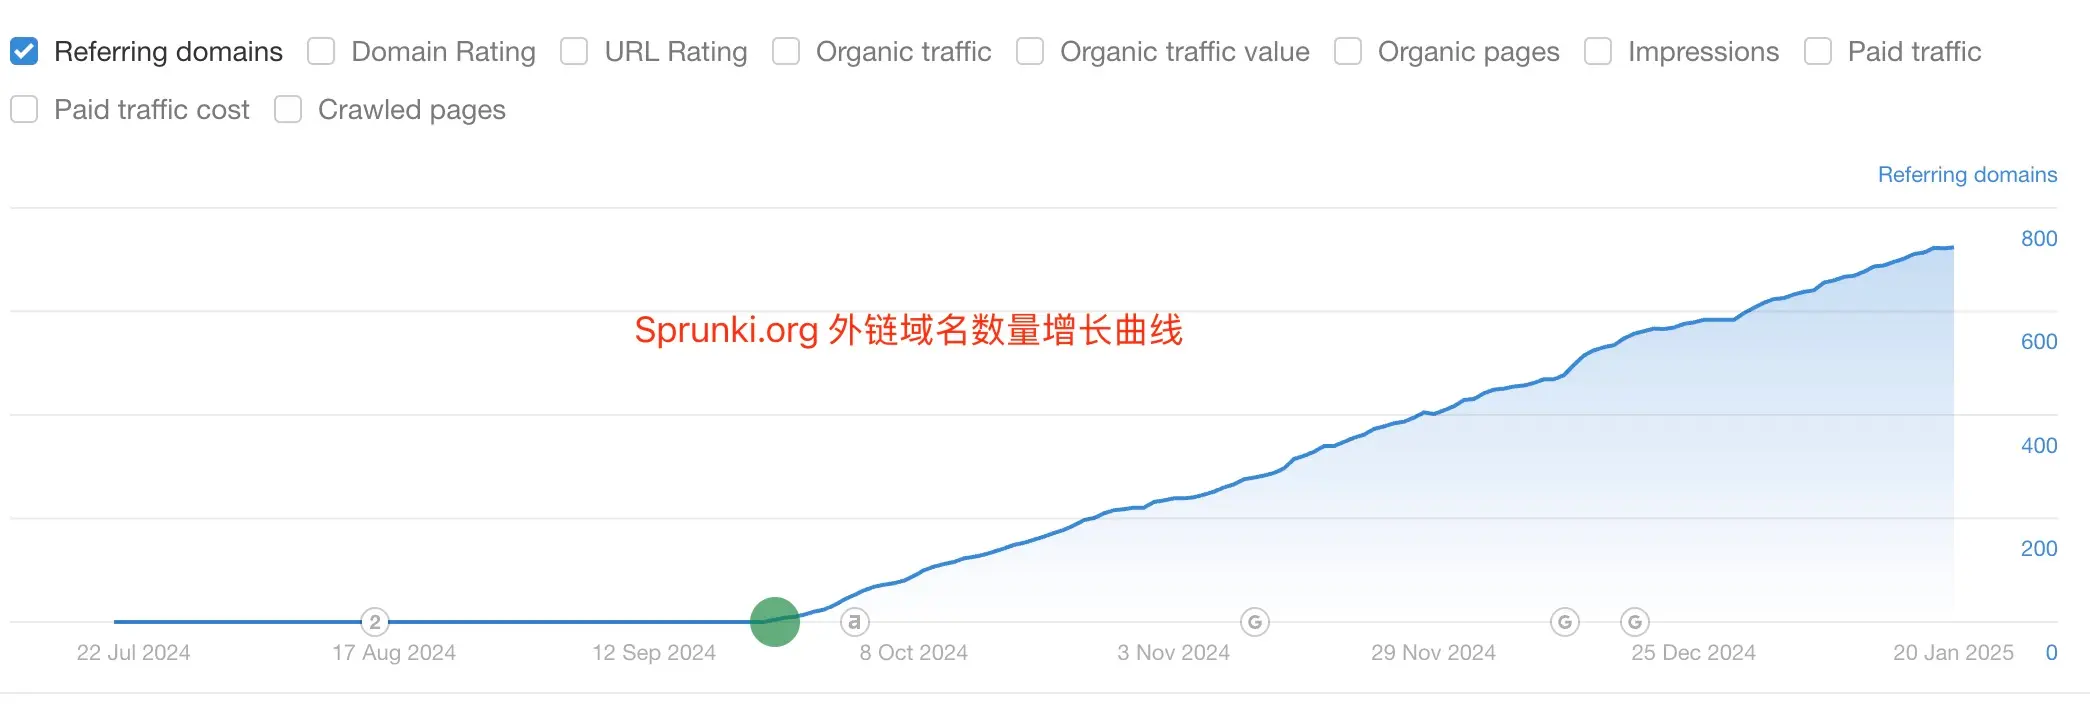 Referring domains Domain Rating URL Rating Organic traffic Organic traffic value Organic pages Impressions Paid traffic
Paid traffic cost Crawled pages
Referring domains
800
Sprunki.org 外链域名数量增长曲线
600
400
200
2 a G G G
22 Jul 2024 17 Aug 2024 12 Sep 2024 8 Oct 2024 3 Nov 2024 29 Nov 2024 25 Dec 2024 20 Jan 2025 0